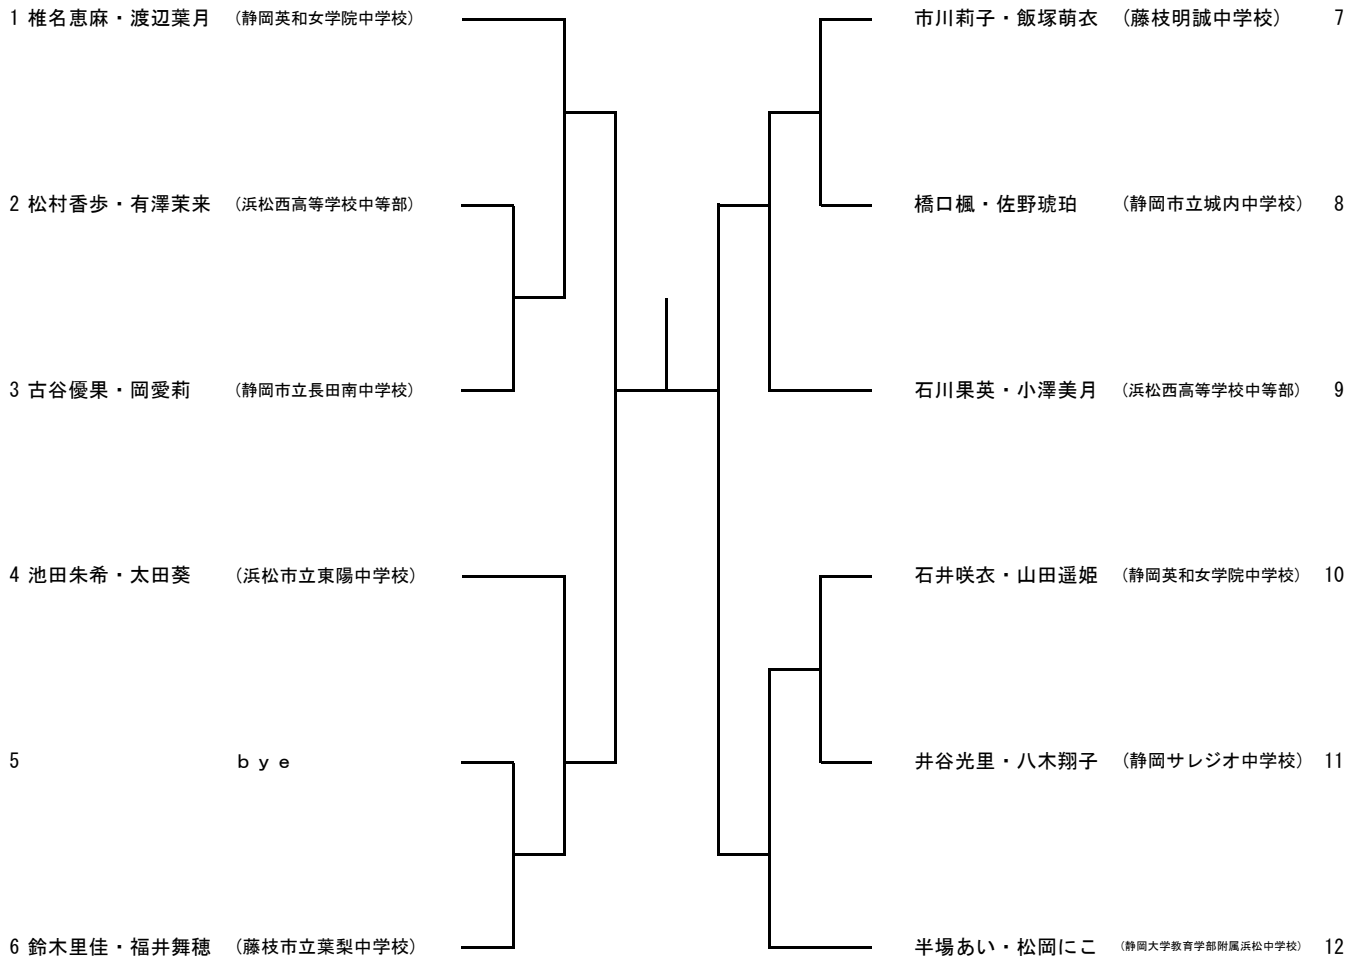 1 椎名恵麻・渡辺葉月 (静岡英和女学院中学校)
2 松村香歩・有澤茉来 (浜松西高等学校中等部)
3 古谷優果・岡愛莉 (静岡市立長田南中学校)
4 池田朱希・太田葵 (浜松市立東陽中学校)
5 bye
6 鈴木里佳・福井舞穂 (藤枝市立葉梨中学校)
市川莉子・飯塚萌衣 (藤枝明誠中学校) 7
橋口楓・佐野琥珀 (静岡市立城内中学校) 8
石川果英・小澤美月 (浜松西高等学校中等部) 9
石井咲衣・山田遥姫 (静岡英和女学院中学校) 10
井谷光里・八木翔子 (静岡サレジオ中学校) 11
半場あい・松岡にこ (静岡大学教育学部附属浜松中学校) 12